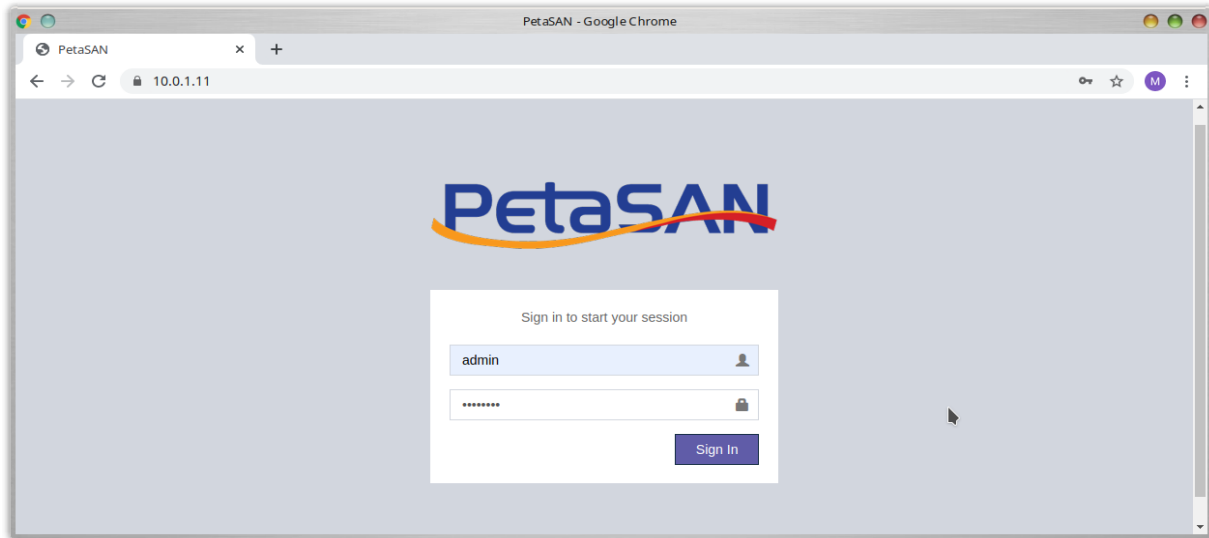 PetaSAN - Google Chrome
PetaSAN
10.0.1.11
M
PetaSAN
Sign in to start your session
admin
••••••••
Sign In